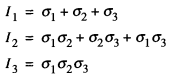 I₁ = σ₁ + σ₂ + σ₃
I₂ = σ₁σ₂ + σ₂σ₃ + σ₁σ₃
I₃ = σ₁σ₂σ₃